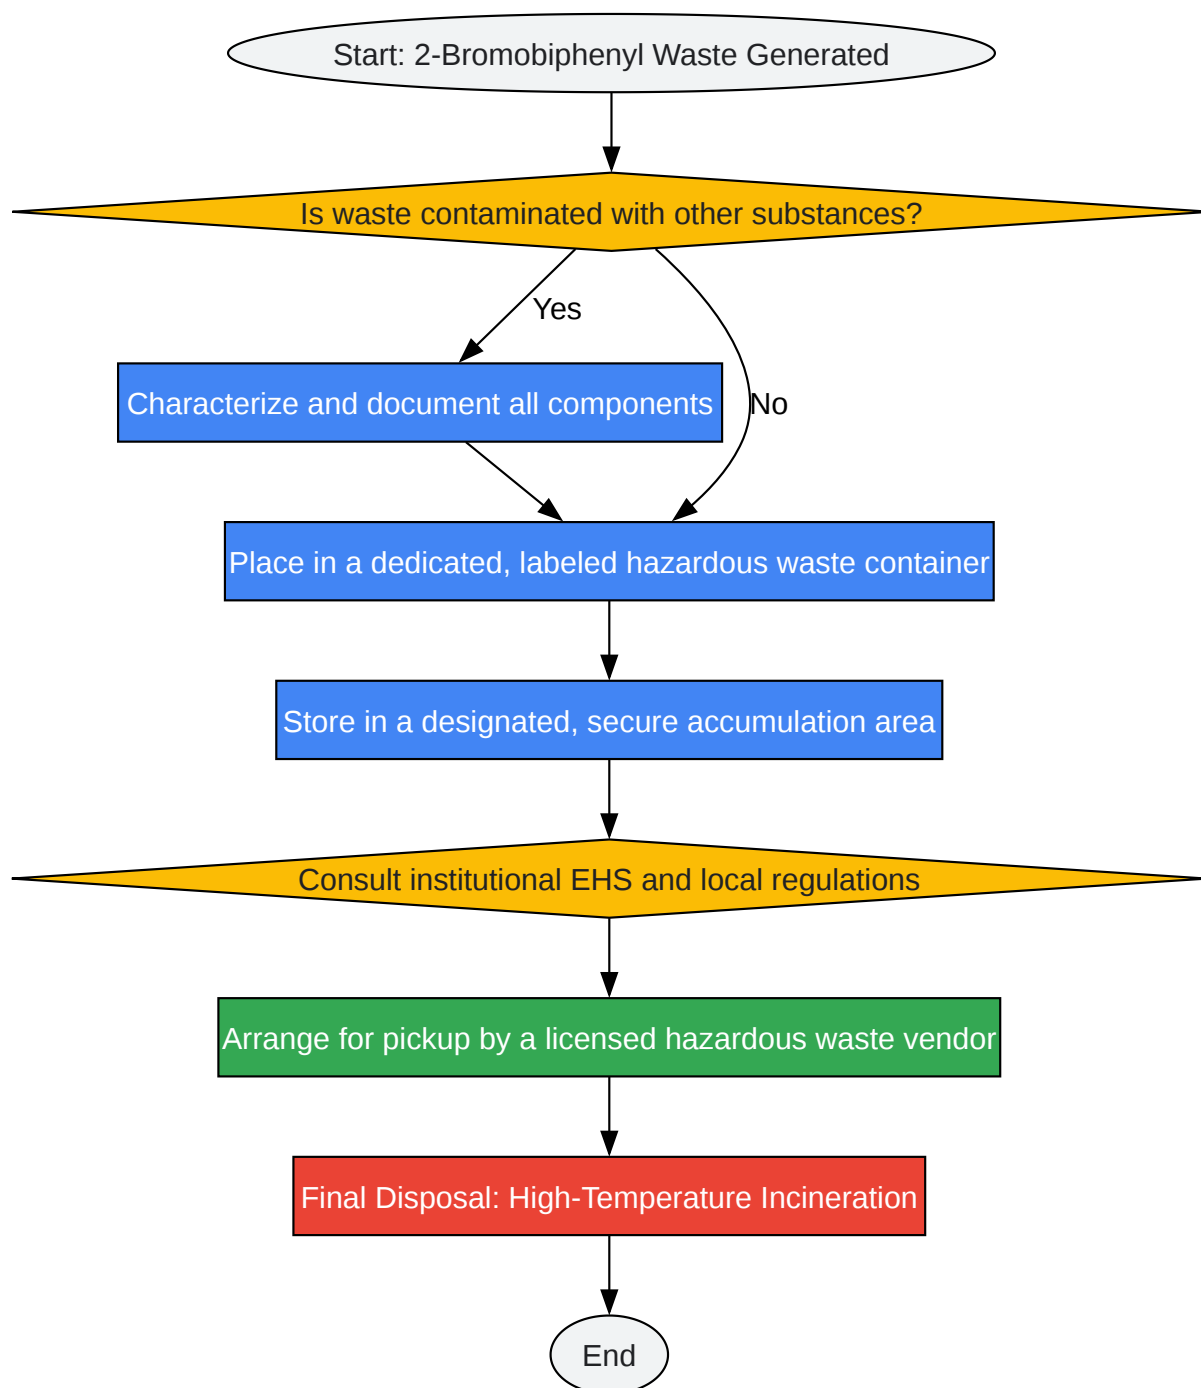 Start: 2-Bromobiphenyl Waste Generated
Is waste contaminated with other substances?
Yes
Characterize and document all components
No
Place in a dedicated, labeled hazardous waste container
Store in a designated, secure accumulation area
Consult institutional EHS and local regulations
Arrange for pickup by a licensed hazardous waste vendor
Final Disposal: High-Temperature Incineration
End